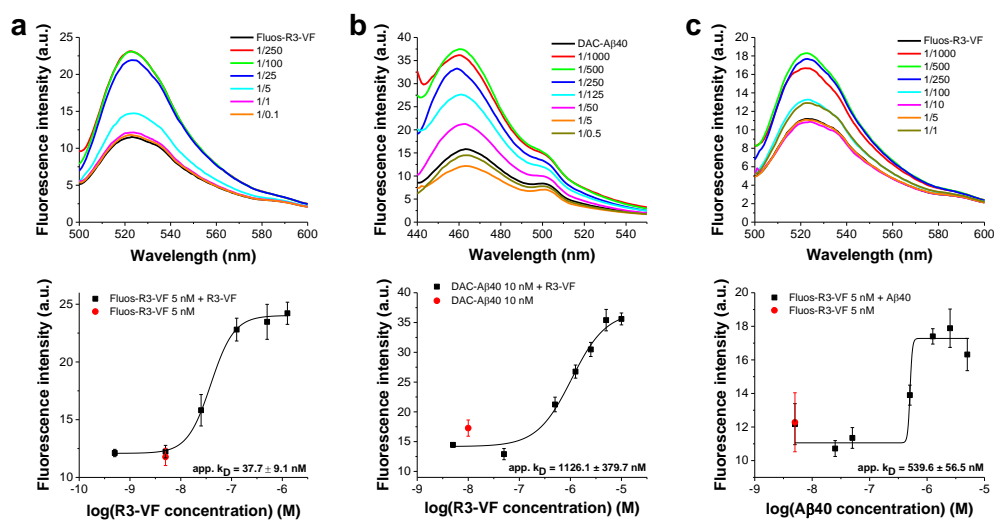 a
Fluorescence intensity (a.u.)
25
20
15
10
5
0
500 520 540 560 580 600
Wavelength (nm)
Fluos-R3-VF
1/250
1/100
1/25
1/5
1/1
1/0.1
b
Fluorescence intensity (a.u.)
40
35
30
25
20
15
10
5
0
440 460 480 500 520 540
Wavelength (nm)
DAC-Aβ40
1/1000
1/500
1/250
1/125
1/50
1/5
1/0.5
c
Fluorescence intensity (a.u.)
20
18
16
14
12
10
8
6
4
2
0
500 520 540 560 580 600
Wavelength (nm)
Fluos-R3-VF
1/1000
1/500
1/250
1/100
1/10
1/5
1/1
Fluorescence intensity (a.u.)
25
20
15
10
-10 -9 -8 -7 -6 -5
log(R3-VF concentration) (M)
Fluos-R3-VF 5 nM + R3-VF
Fluos-R3-VF 5 nM
app. kD = 37.7 ± 9.1 nM
Fluorescence intensity (a.u.)
40
35
30
25
20
15
10
-9 -8 -7 -6 -5
log(R3-VF concentration) (M)
DAC-Aβ40 10 nM + R3-VF
DAC-Aβ40 10 nM
app. kD = 1126.1 ± 379.7 nM
Fluorescence intensity (a.u.)
20
18
16
14
12
10
-9 -8 -7 -6 -5
log(Aβ40 concentration) (M)
Fluos-R3-VF 5 nM + Aβ40
Fluos-R3-VF 5 nM
app. kD = 539.6 ± 56.5 nM